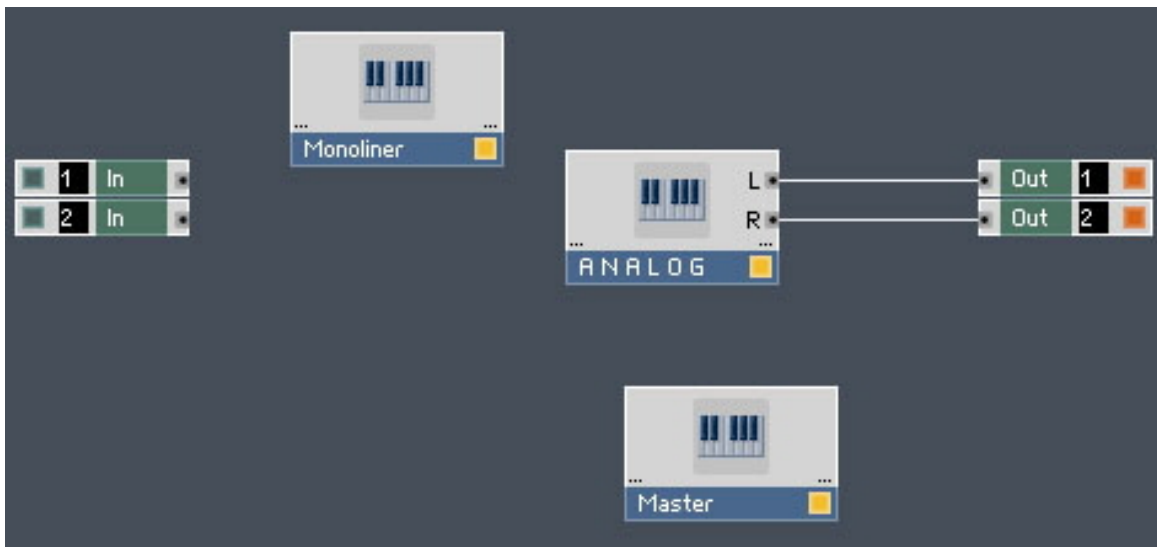 Monoliner
1 In
2 In
L
R
ANALOG
Out 1
Out 2
Master